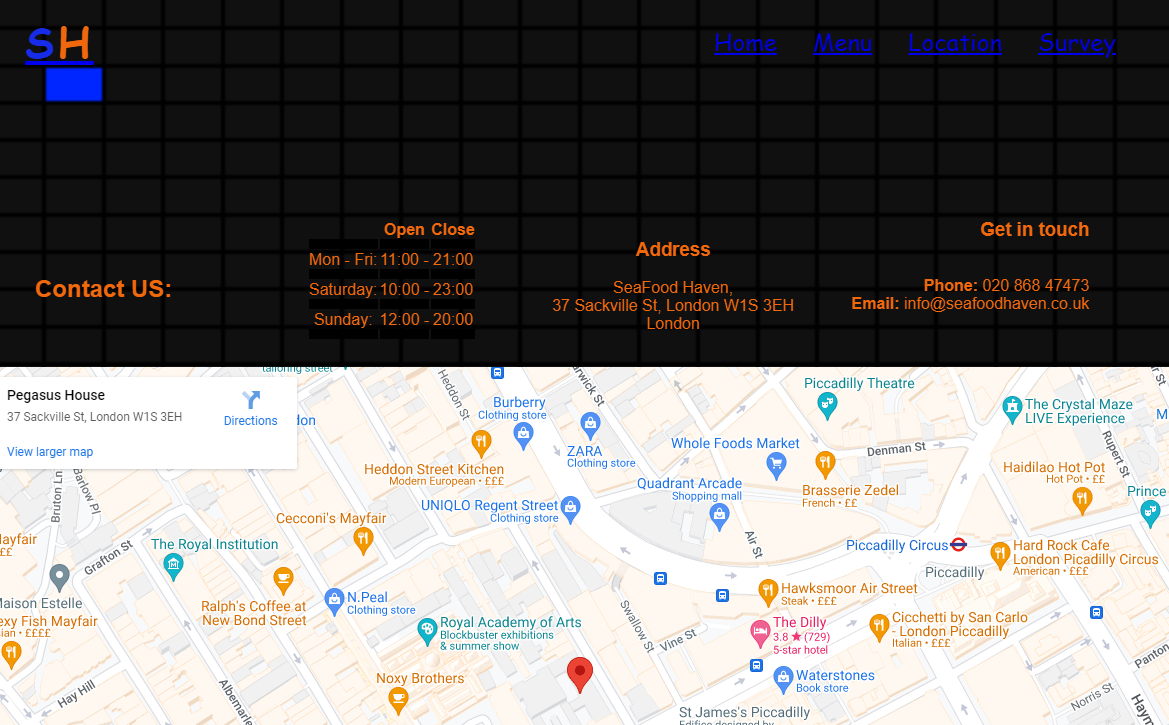 SH
Home Menu Location Survey
Contact US:
Open Close
Mon - Fri: 11:00 - 21:00
Saturday: 10:00 - 23:00
Sunday: 12:00 - 20:00
Address
SeaFood Haven,
37 Sackville St, London W1S 3EH
London
Get in touch
Phone: 020 868 47473
Email: info@seafoodhaven.co.uk
Pegasus House
37 Sackville St, London W1S 3EH
Directions
View larger map
tailoring street
Heddon St
Burberry
Clothing store
ZARA
Clothing store
Piccadilly Theatre
The Crystal Maze
LIVE Experience
Whole Foods Market
Denman St
Rupert St
Heddon Street Kitchen
Modern European • £££
Quadrant Arcade
Shopping mall
Brasserie Zedel
French • ££
Haidilao Hot Pot
Hot Pot • ££
Prince
Bruton Ln
Barlow Pl
UNIQLO Regent Street
Clothing store
Cecconi's Mayfair
Grafton St
The Royal Institution
Air St
Piccadilly Circus
Piccadilly
Hard Rock Cafe
London Picadilly Circus
American • £££
Ralph's Coffee at
New Bond Street
N.Peal
Clothing store
Hawksmoor Air Street
Steak • £££
Maison Estelle
exy Fish Mayfair
ian • ££££
Royal Academy of Arts
Blockbuster exhibitions
& summer show
Swallow St
Vine St
The Dilly
3.8 ★ (729)
5-star hotel
Cicchetti by San Carlo
- London Piccadilly
Italian • £££
Waterstones
Book store
Panton
Hay Hill
Albemarle
Noxy Brothers
Norris St
St James's Piccadilly
Edifice designed by
Haym